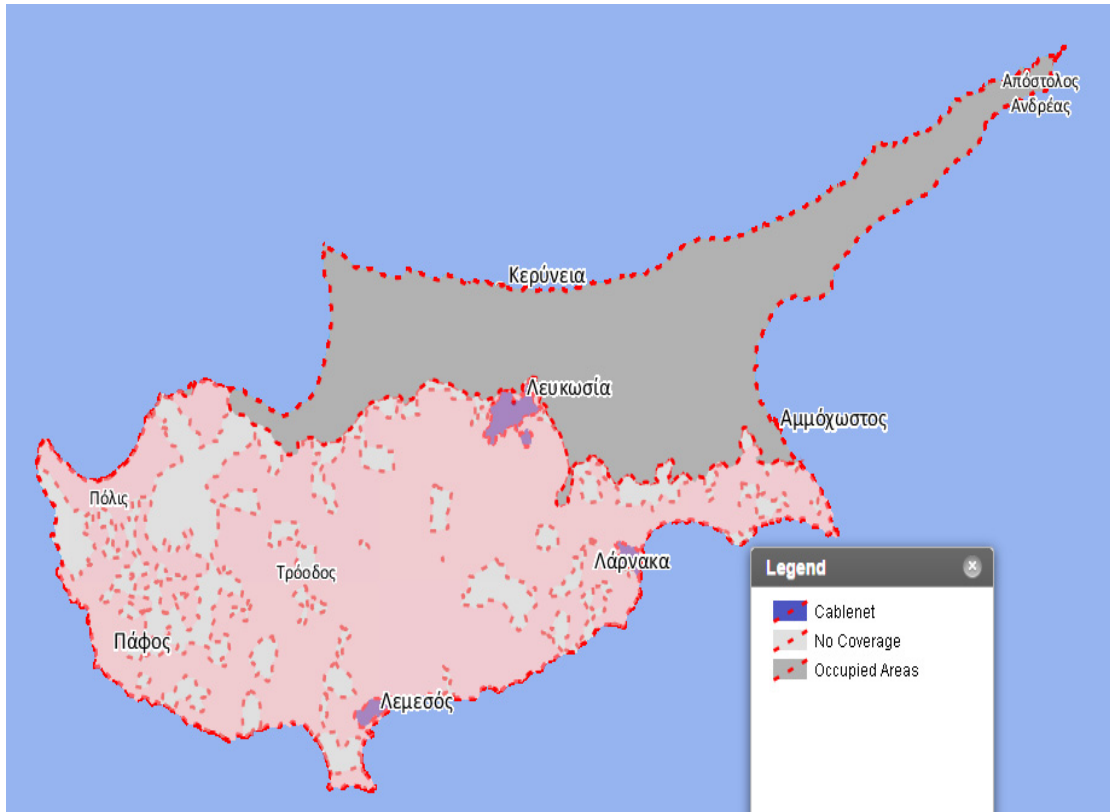 Απόστολος
Ανδρέας
Κερύνεια
Λευκωσία
Αμμόχωστος
Πόλις
Λάρνακα
Τρόοδος
Πάφος
Λεμεσός
Legend
Cablenet
No Coverage
Occupied Areas